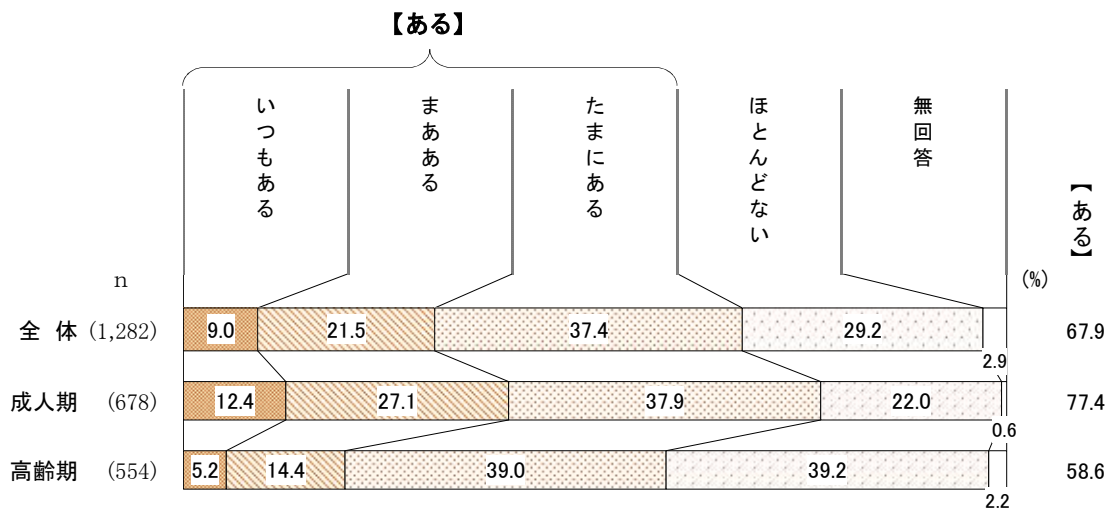 【ある】
いつもある
まあある
たまにある
ほとんどない
無回答
【ある】
n
(%)
全 体 (1,282) 9.0 21.5 37.4 29.2 2.9 67.9
成人期 (678) 12.4 27.1 37.9 22.0 0.6 77.4
高齢期 (554) 5.2 14.4 39.0 39.2 2.2 58.6